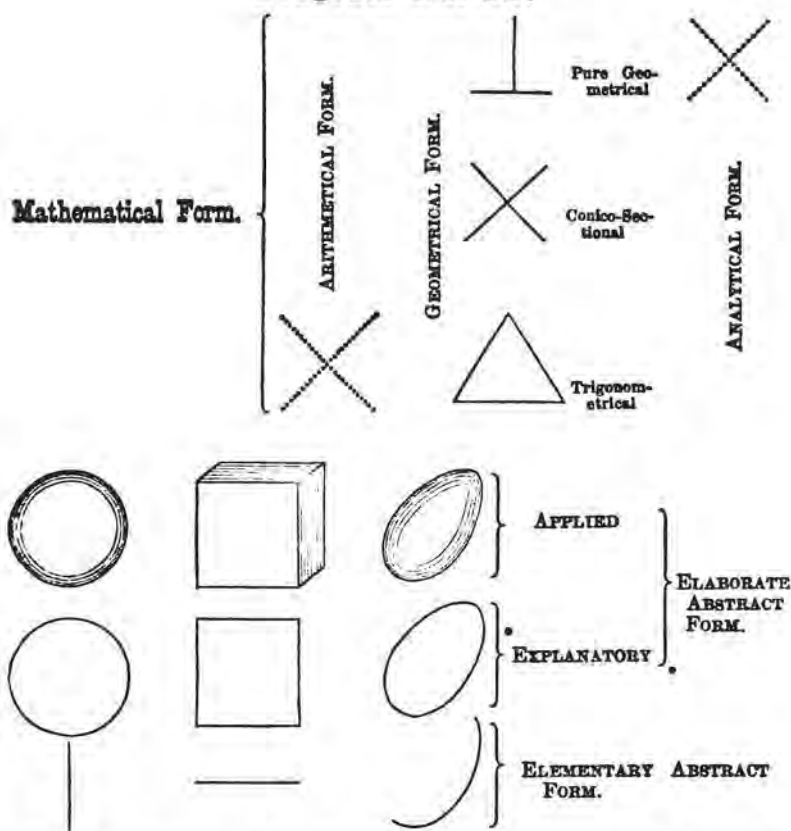 Pure Geo-
metrical
ARITHMETICAL FORM.
GEOMETRICAL FORM.
Mathematical Form.
Conico-Sec-
tional
ANALYTICAL FORM.
Trigonom-
etrical
APPLIED
ELABORATE
ABSTRACT
FORM.
EXPLANATORY
ELEMENTARY ABSTRACT
FORM.